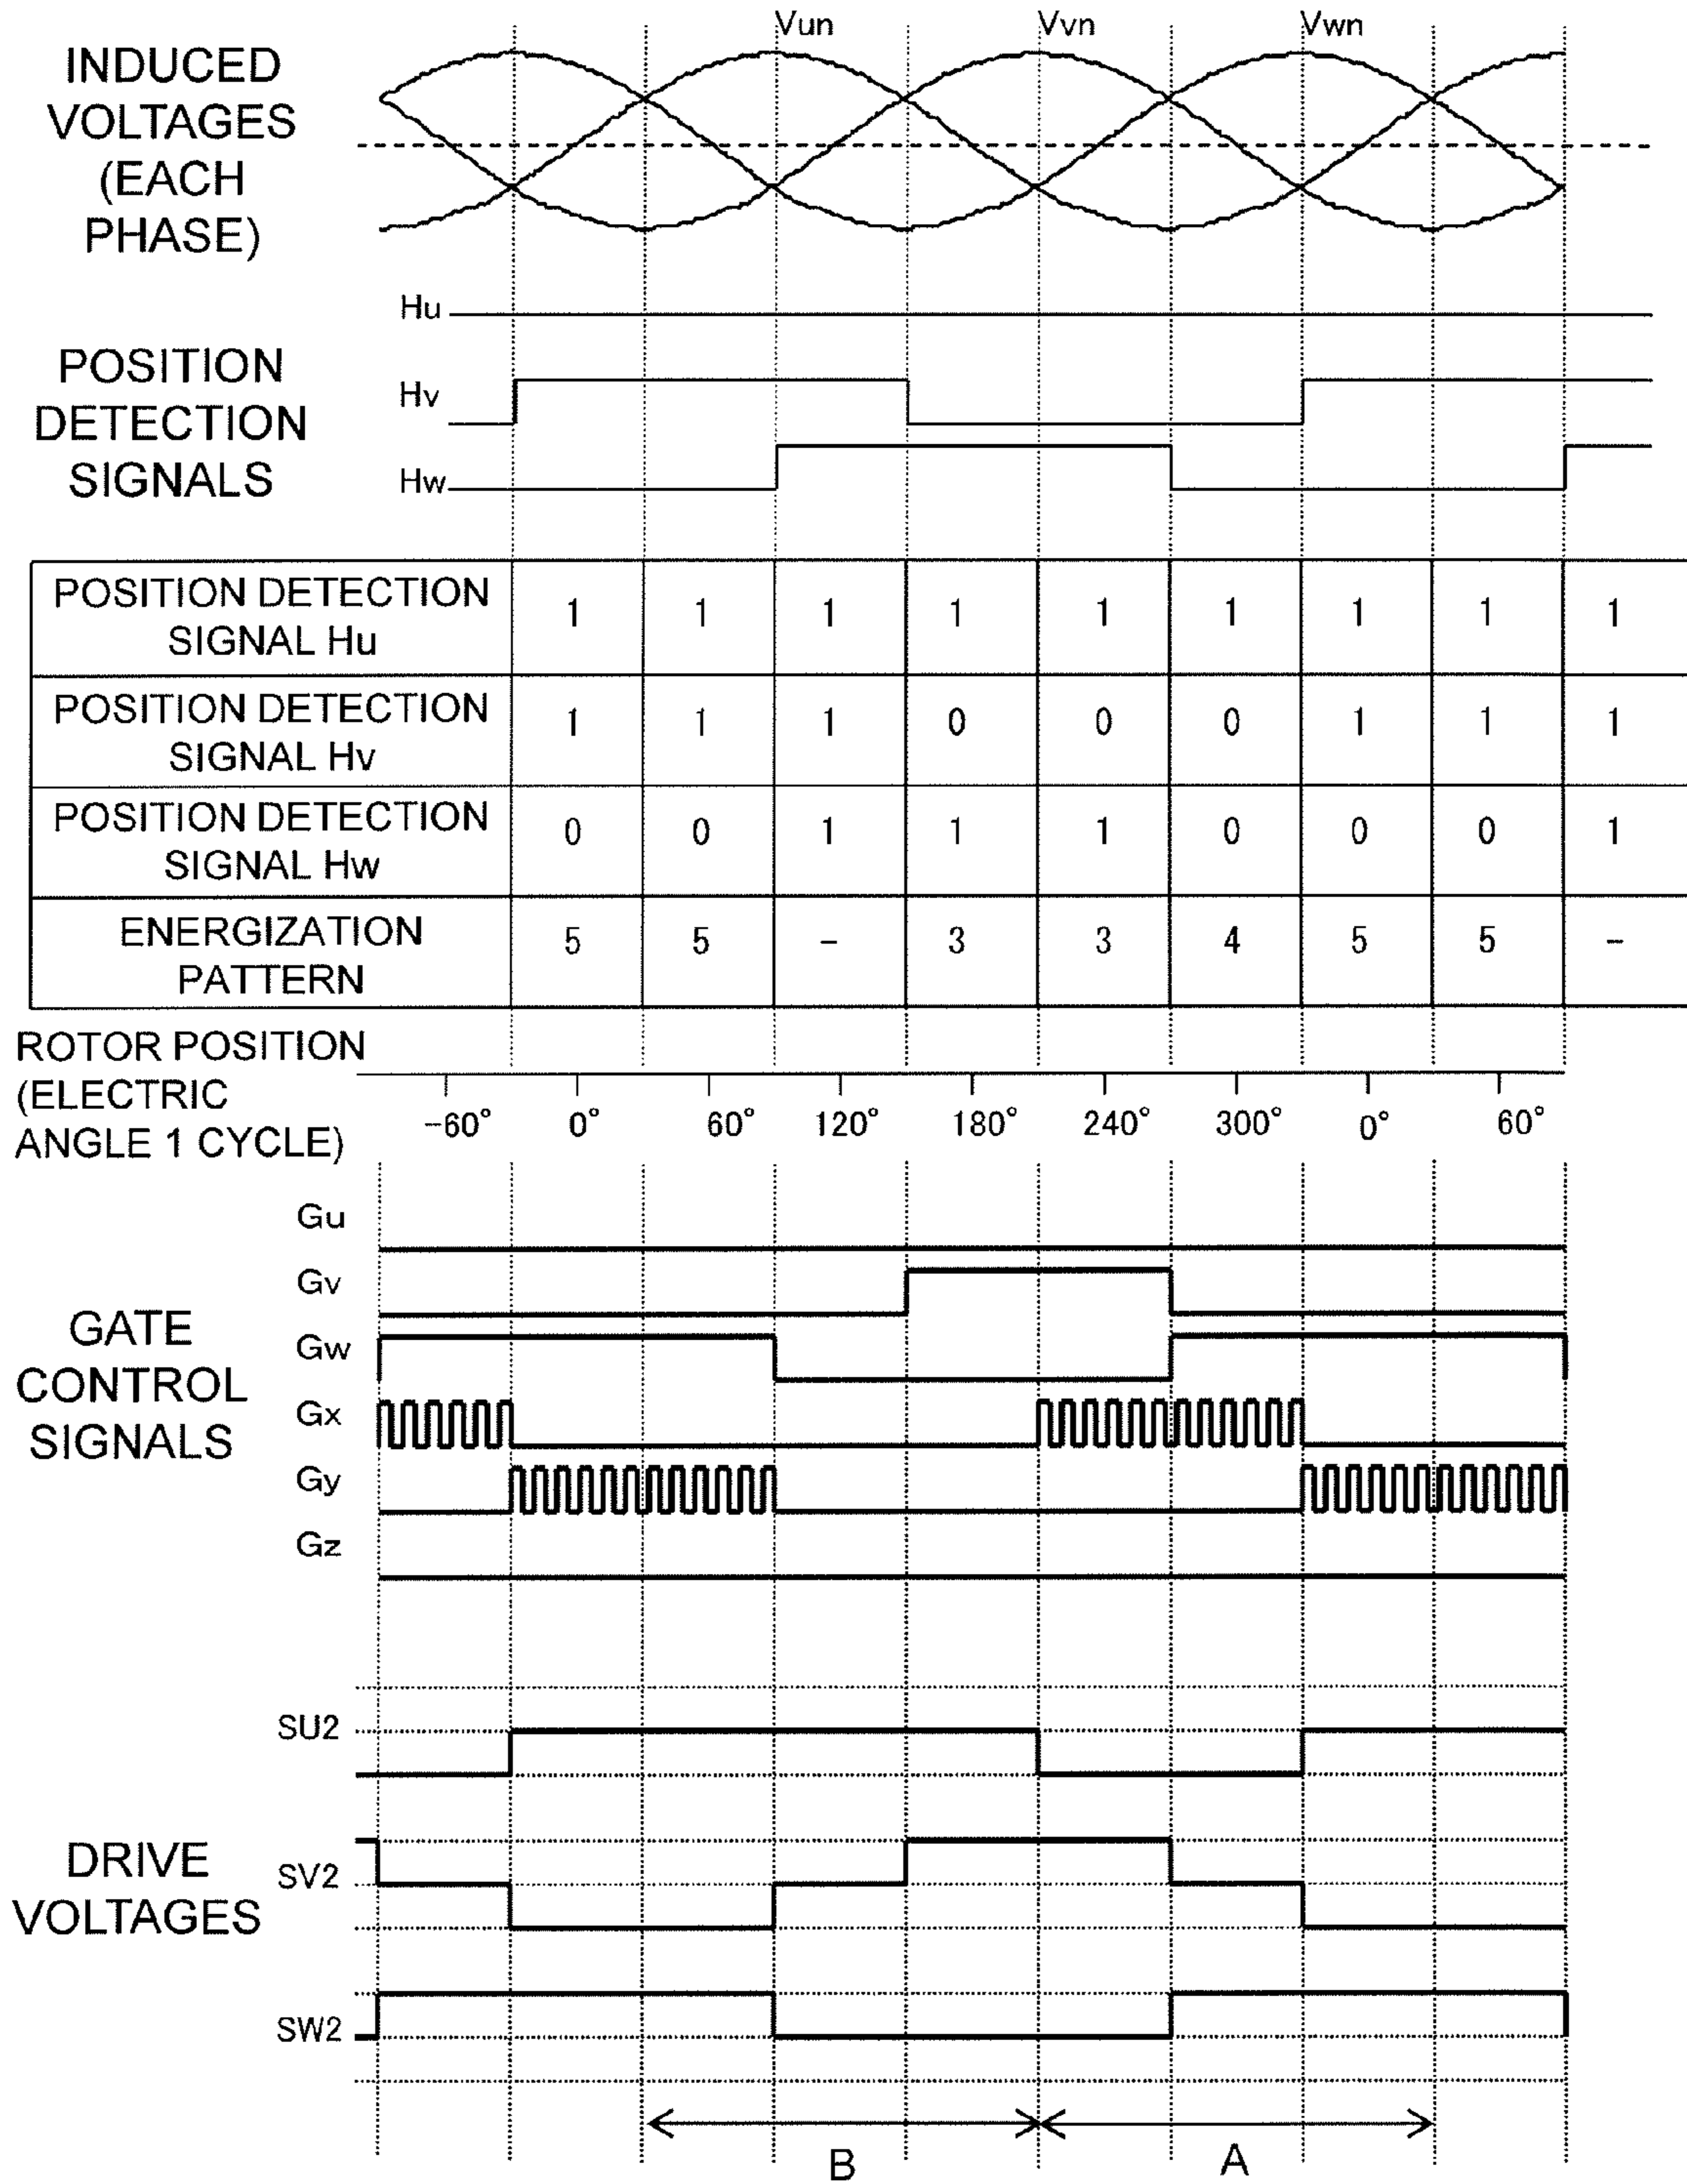 Vun Vvn Vwn
INDUCED
VOLTAGES
(EACH
PHASE)
Hu
POSITION
DETECTION
SIGNALS
Hv
Hw
POSITION DETECTION
SIGNAL Hu
1 1 1 1 1 1 1 1 1
POSITION DETECTION
SIGNAL Hv
1 1 1 0 0 0 1 1 1
POSITION DETECTION
SIGNAL Hw
0 0 1 1 1 0 0 0 1
ENERGIZATION
PATTERN
5 5 - 3 3 4 5 5 -
ROTOR POSITION
(ELECTRIC
ANGLE 1 CYCLE)
-60° 0° 60° 120° 180° 240° 300° 0° 60°
Gu
Gv
GATE
CONTROL
SIGNALS
Gw
Gx
Gy
Gz
SU2
DRIVE
VOLTAGES
SV2
SW2
B A